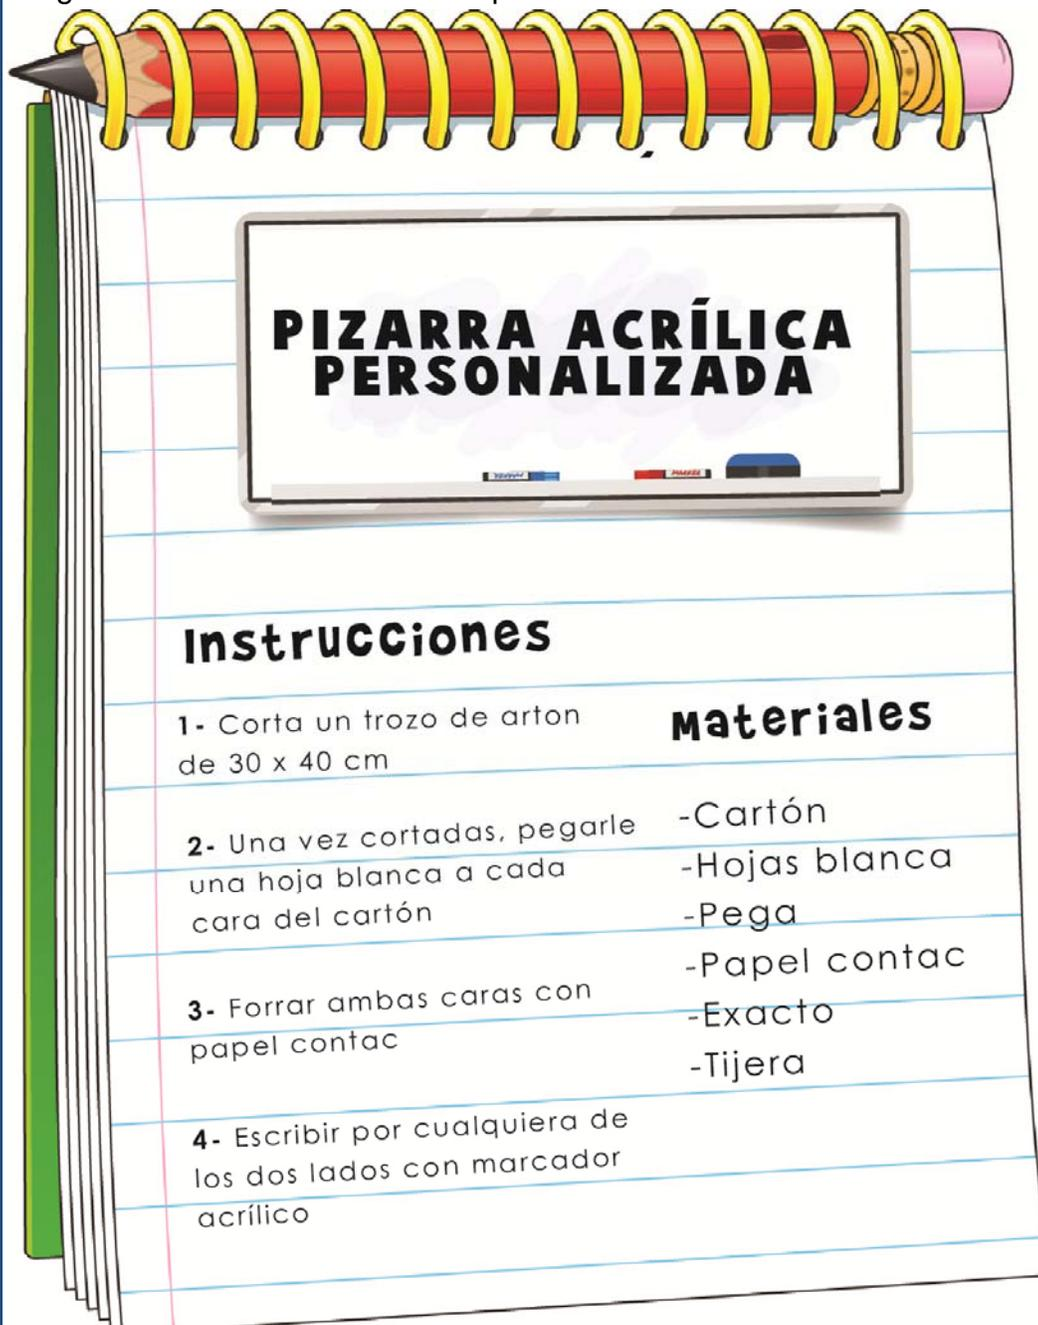 PIZARRA ACRÍLICA
PERSONALIZADA
Instrucciones
1- Corta un trozo de arton
de 30 x 40 cm
2- Una vez cortadas, pegarle
una hoja blanca a cada
cara del cartón
3- Forrar ambas caras con
papel contac
4- Escribir por cualquiera de
los dos lados con marcador
acrílico
Materiales
-Cartón
-Hojas blanca
-Pega
-Papel contac
-Exacto
-Tijera